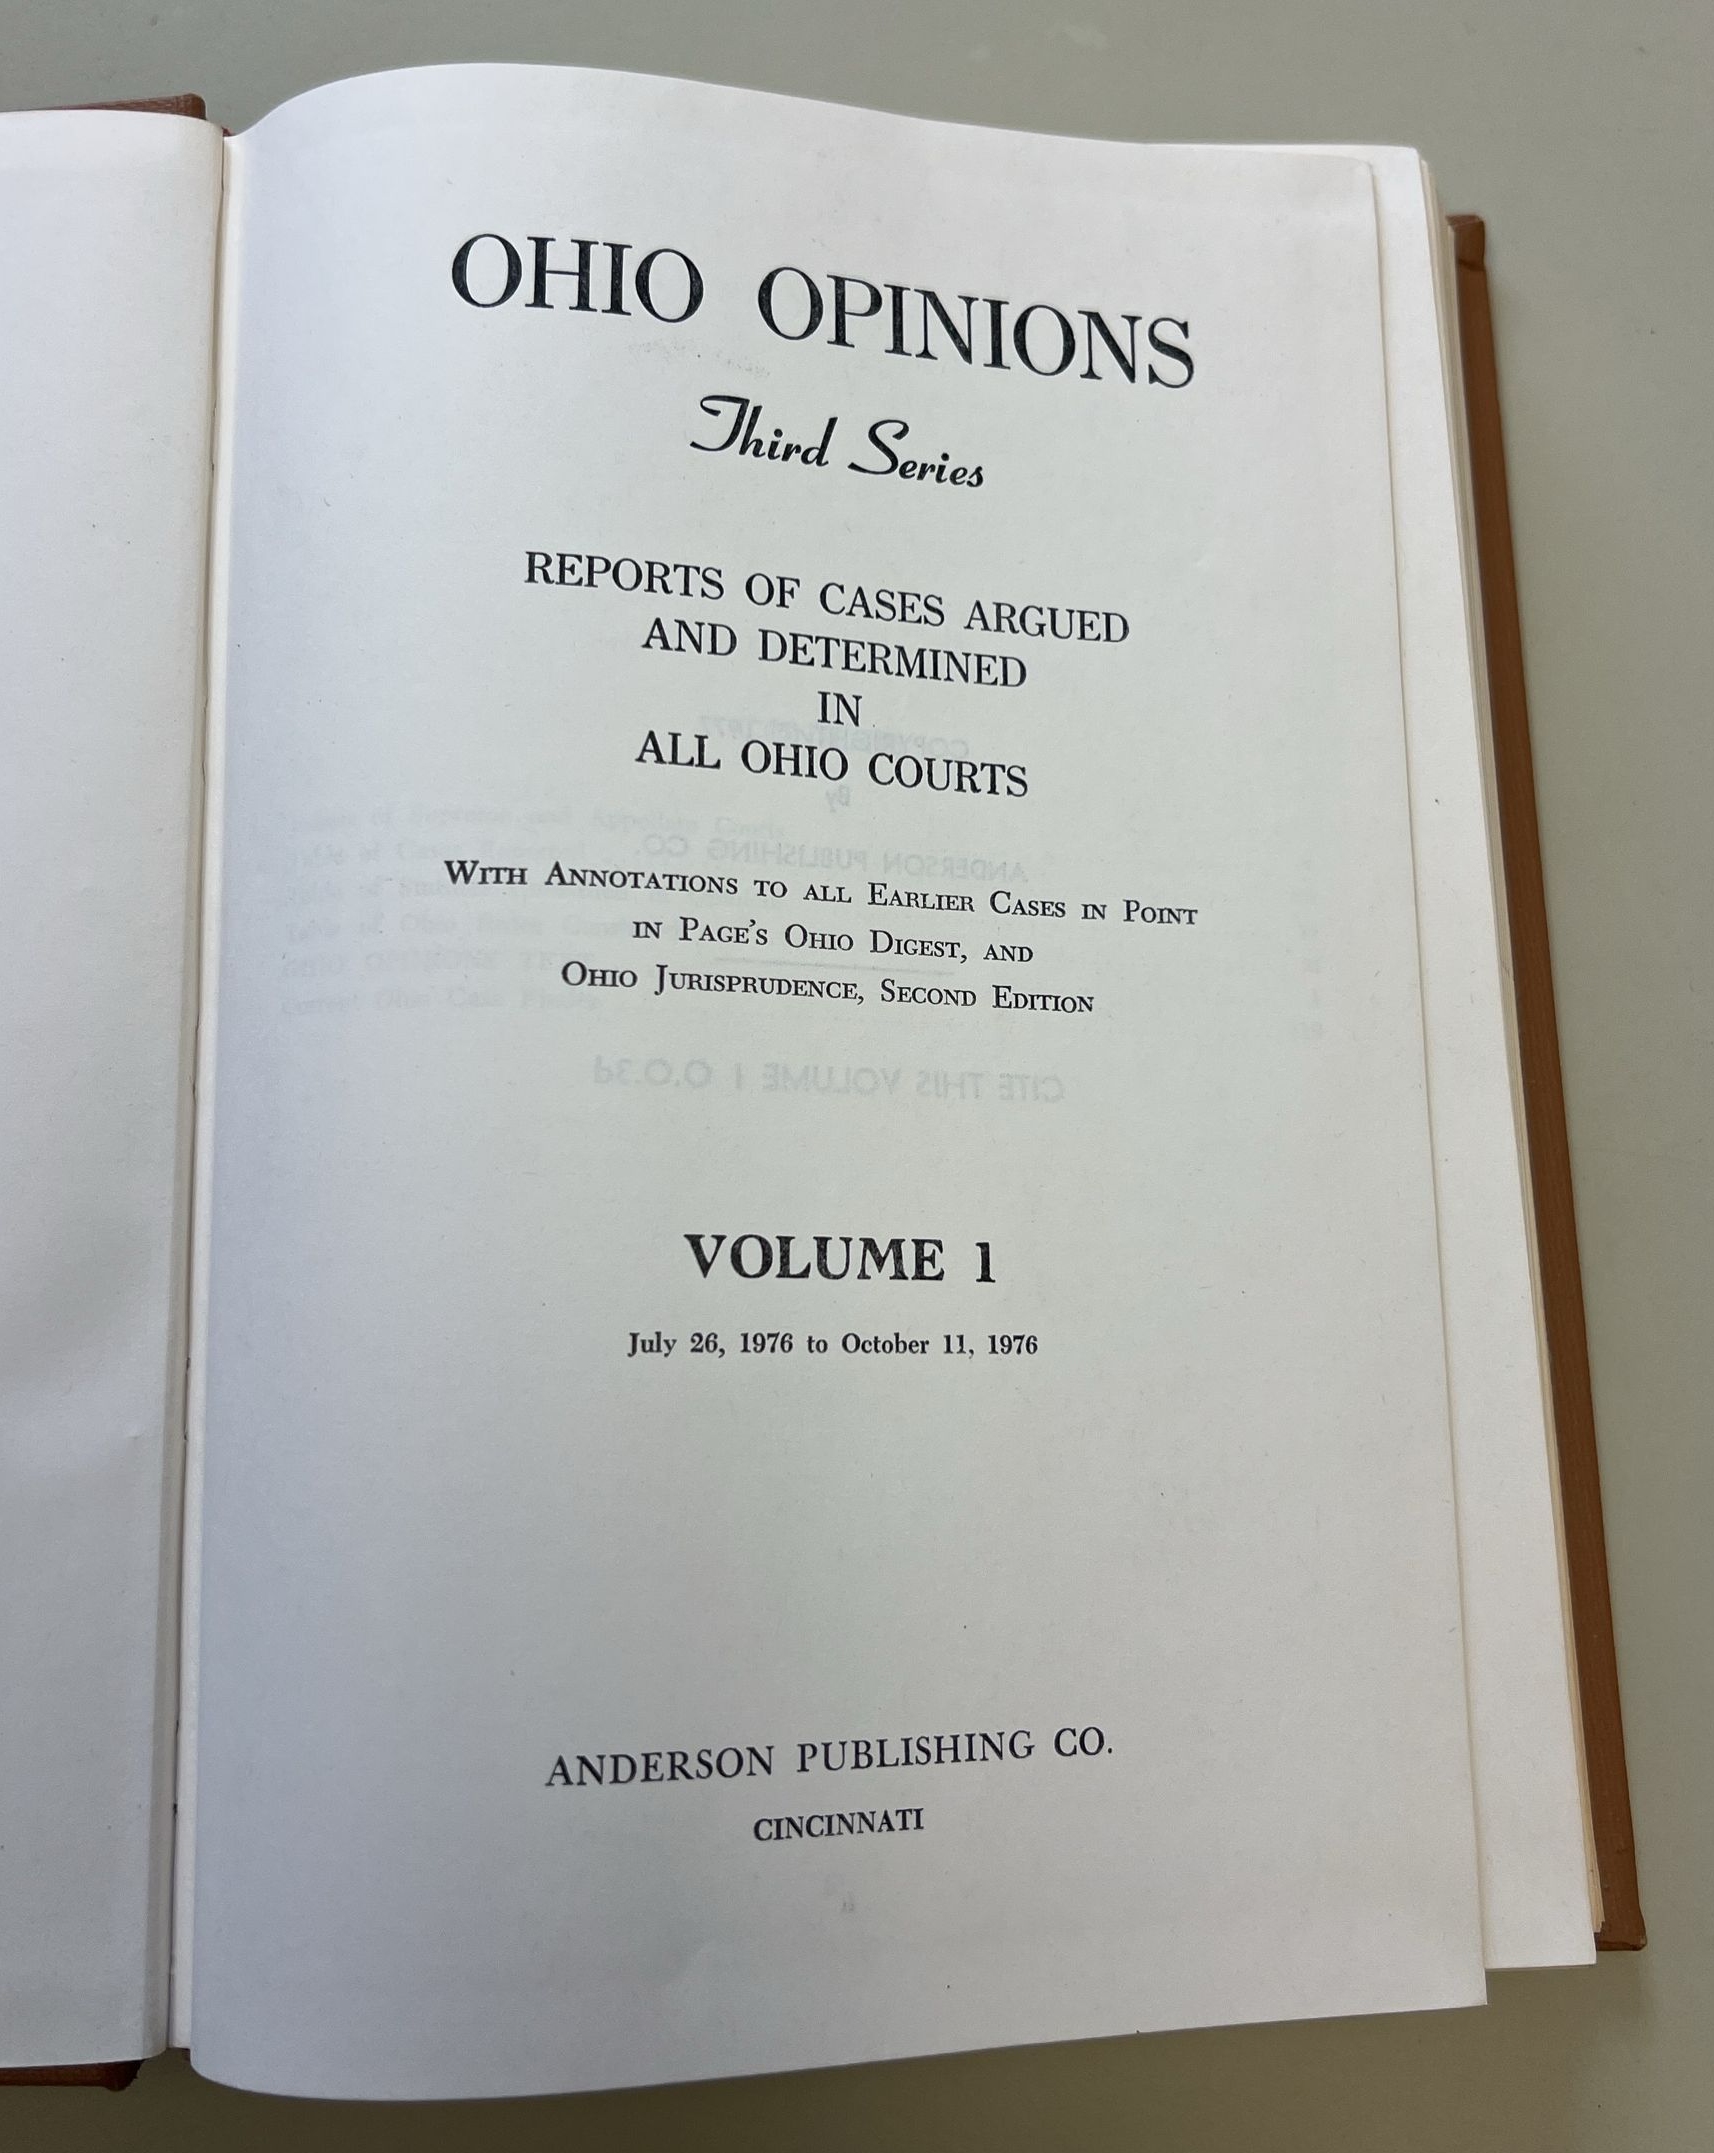 OHIO OPINIONS
Third Series
REPORTS OF CASES ARGUED
AND DETERMINED
IN
ALL OHIO COURTS
WITH ANNOTATIONS TO ALL EARLIER CASES IN POINT
IN PAGE'S OHIO DIGEST, AND
OHIO JURISPRUDENCE, SECOND EDITION
VOLUME 1
July 26, 1976 to October 11, 1976
ANDERSON PUBLISHING CO.
CINCINNATI